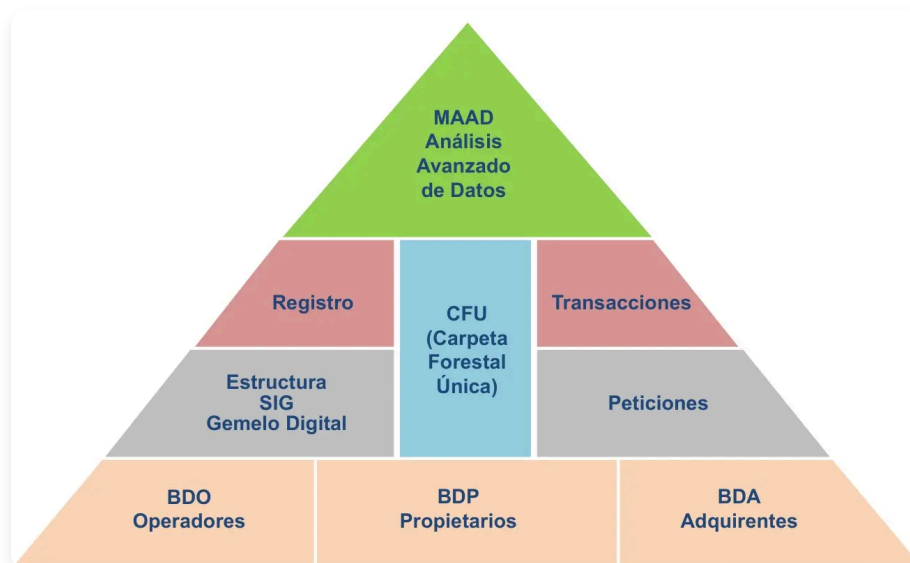 MAAD
Análisis
Avanzado
de Datos
Registro
CFU
(Carpeta
Forestal
Única)
Transacciones
Estructura
SIG
Gemelo Digital
Peticiones
BDO
Operadores
BDP
Propietarios
BDA
Adquirentes